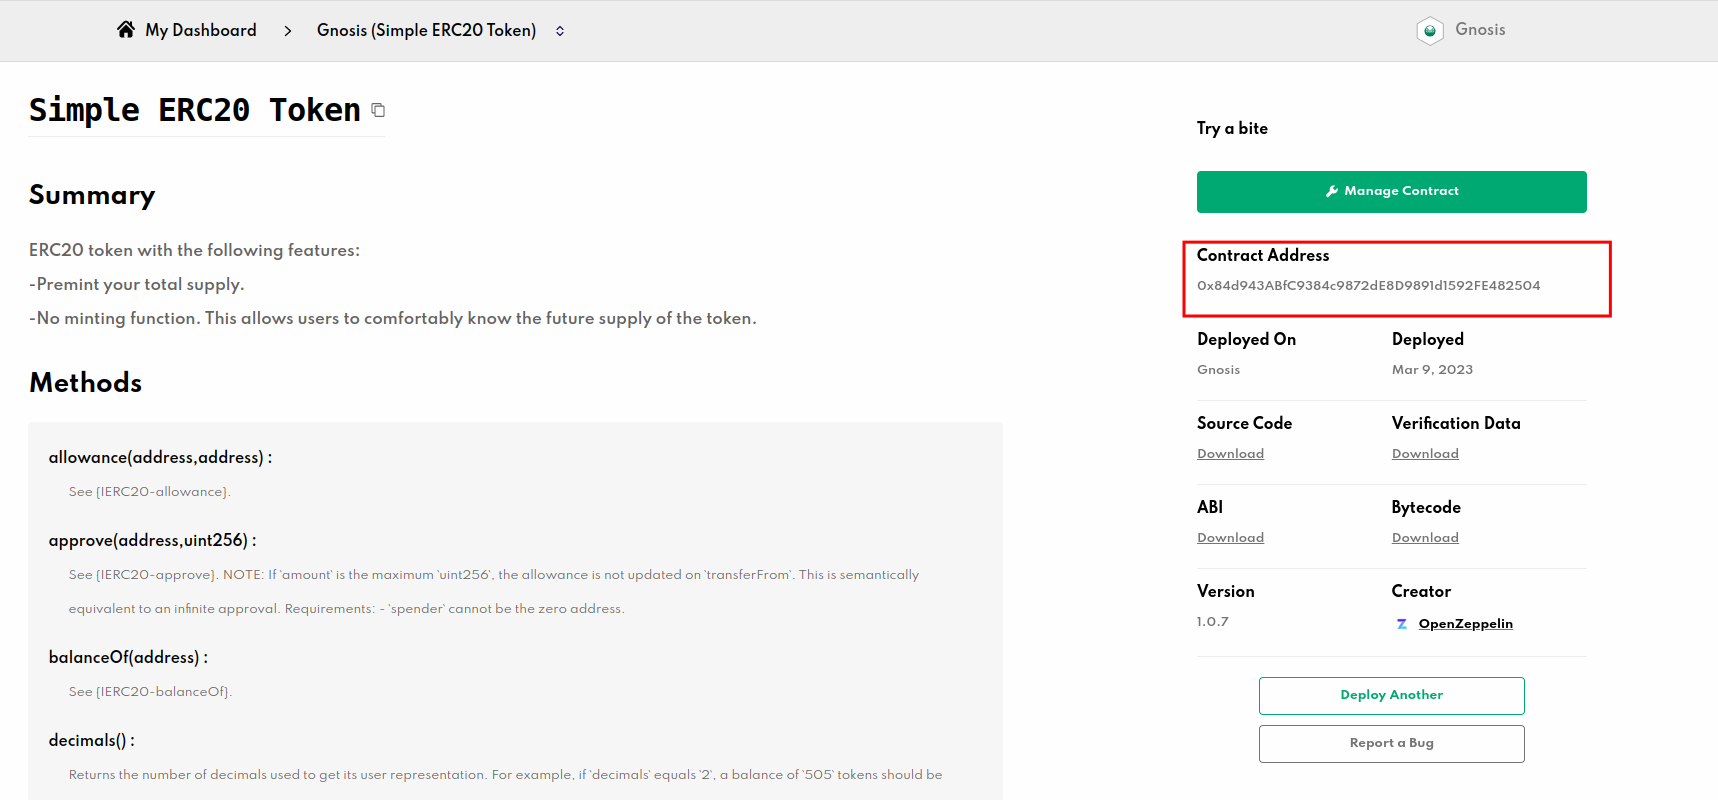 My Dashboard > Gnosis (Simple ERC20 Token)
Gnosis
Simple ERC20 Token
Summary
ERC20 token with the following features:
-Premint your total supply.
-No minting function. This allows users to comfortably know the future supply of the token.
Methods
allowance(address,address) :
See {IERC20-allowance}.
approve(address,uint256) :
See {IERC20-approve}. NOTE: If `amount` is the maximum `uint256`, the allowance is not updated on `transferFrom`. This is semantically
equivalent to an infinite approval. Requirements: - `spender` cannot be the zero address.
balanceOf(address) :
See {IERC20-balanceOf}.
decimals() :
Returns the number of decimals used to get its user representation. For example, if `decimals` equals `2`, a balance of `505` tokens should be
Try a bite
Manage Contract
Contract Address
0x84d943ABfC9384c9872dE8D9891d1592FE482504
Deployed On Deployed
Gnosis Mar 9, 2023
Source Code Verification Data
Download Download
ABI Bytecode
Download Download
Version Creator
1.0.7 OpenZeppelin
Deploy Another
Report a Bug